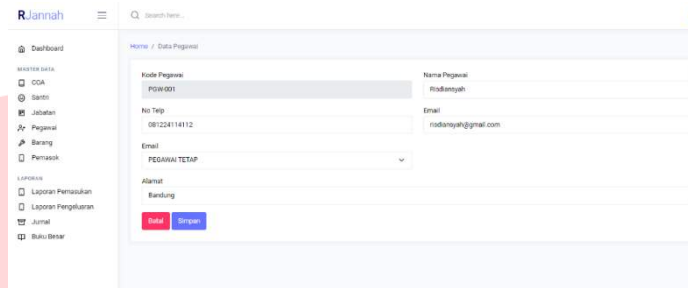 RJannah
Search here...
Dashboard
Home / Data Pegawai
MASTER DATA
COA
Santri
Jabatan
Pegawai
Barang
Pemasok
LAPORAN
Laporan Pemasukan
Laporan Pengeluaran
Jurnal
Buku Besar
Kode Pegawai
PGW-001
Nama Pegawai
Risdiansyah
No Telp
081224114112
Email
risdiansyah@gmail.com
Email
PEGAWAI TETAP
Alamat
Bandung
Batal Simpan